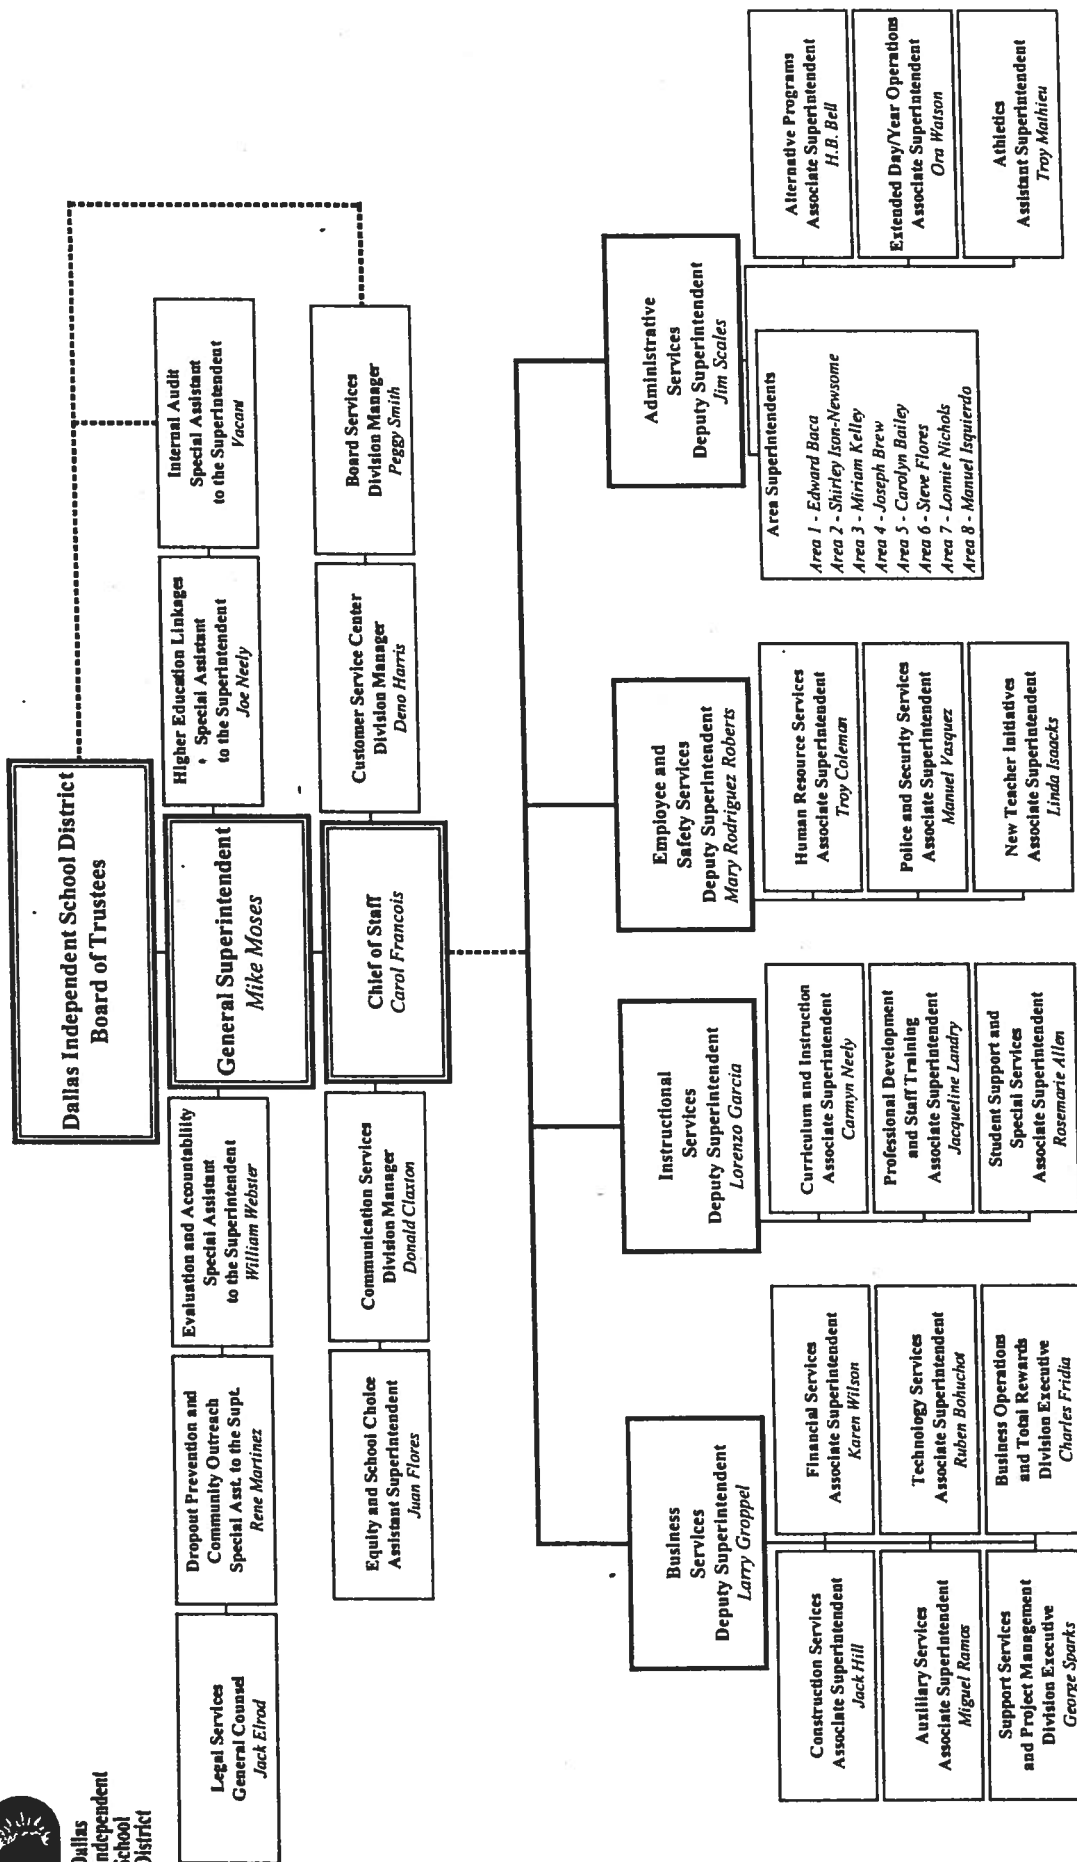 Dallas
Independent
School
District
Dallas Independent School District
Board of Trustees
General Superintendent
Mike Moses
Legal Services
General Counsel
Jack Elrod
Dropout Prevention and
Community Outreach
Special Asst. to the Supt.
Rene Martinez
Evaluation and Accountability
Special Assistant
to the Superintendent
William Webster
Higher Education Linkages
Special Assistant
to the Superintendent
Joe Neely
Internal Audit
Special Assistant
to the Superintendent
Vacant
Chief of Staff
Carol Francois
Equity and School Choice
Assistant Superintendent
Juan Flores
Communication Services
Division Manager
Donald Claxton
Customer Service Center
Division Manager
Deno Harris
Board Services
Division Manager
Peggy Smith
Business
Services
Deputy Superintendent
Larry Groppel
Instructional
Services
Deputy Superintendent
Lorenzo Garcia
Employee and
Safety Services
Deputy Superintendent
Mary Rodriguez Roberts
Administrative
Services
Deputy Superintendent
Jim Scales
Construction Services
Associate Superintendent
Jack Hill
Financial Services
Associate Superintendent
Karen Wilson
Auxiliary Services
Associate Superintendent
Miguel Ramos
Technology Services
Associate Superintendent
Ruben Bohuchot
Support Services
and Project Management
Division Executive
George Sparks
Business Operations
and Total Rewards
Division Executive
Charles Fridia
Curriculum and Instruction
Associate Superintendent
Carmyn Neely
Professional Development
and Staff Training
Associate Superintendent
Jacqueline Landry
Student Support and
Special Services
Associate Superintendent
Rosemarie Allen
Human Resource Services
Associate Superintendent
Troy Coleman
Police and Security Services
Associate Superintendent
Manuel Vasquez
New Teacher Initiatives
Associate Superintendent
Linda Isaacks
Area Superintendents
Area 1 - Edward Baca
Area 2 - Shirley Ison-Newsome
Area 3 - Miriam Kelley
Area 4 - Joseph Brew
Area 5 - Carolyn Bailey
Area 6 - Steve Flores
Area 7 - Lonnie Nichols
Area 8 - Manuel Isquierdo
Alternative Programs
Associate Superintendent
H.B. Bell
Extended Day/Year Operations
Associate Superintendent
Ora Watson
Athletics
Assistant Superintendent
Troy Mathieu